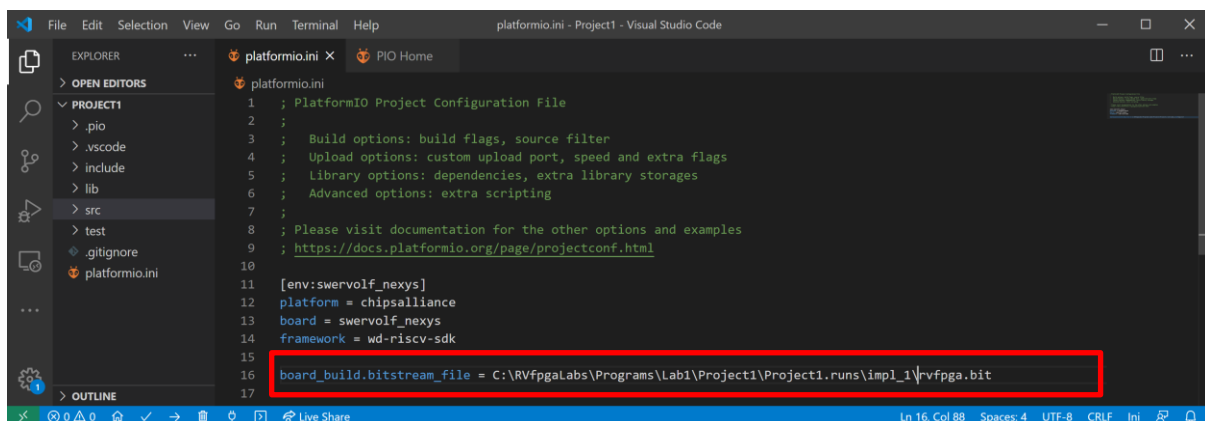 File Edit Selection View Go Run Terminal Help platformio.ini - Project1 - Visual Studio Code
EXPLORER ··· platformio.ini PIO Home
OPEN EDITORS
platformio.ini
PROJECT1
.pio
.vscode
include
lib
src
test
.gitignore
platformio.ini
1 ; PlatformIO Project Configuration File
2 ;
3 ; Build options: build flags, source filter
4 ; Upload options: custom upload port, speed and extra flags
5 ; Library options: dependencies, extra library storages
6 ; Advanced options: extra scripting
7 ;
8 ; Please visit documentation for the other options and examples
9 ; https://docs.platformio.org/page/projectconf.html
10
11 [env:swervolf_nexys]
12 platform = chipsalliance
13 board = swervolf_nexys
14 framework = wd-riscv-sdk
15
16 board_build.bitstream_file = C:\RVfpgaLabs\Programs\Lab1\Project1\Project1.runs\impl_1\rvfpga.bit
17
1
OUTLINE
0 0 0 Live Share Ln 16, Col 88 Spaces: 4 UTF-8 CRLF Ini